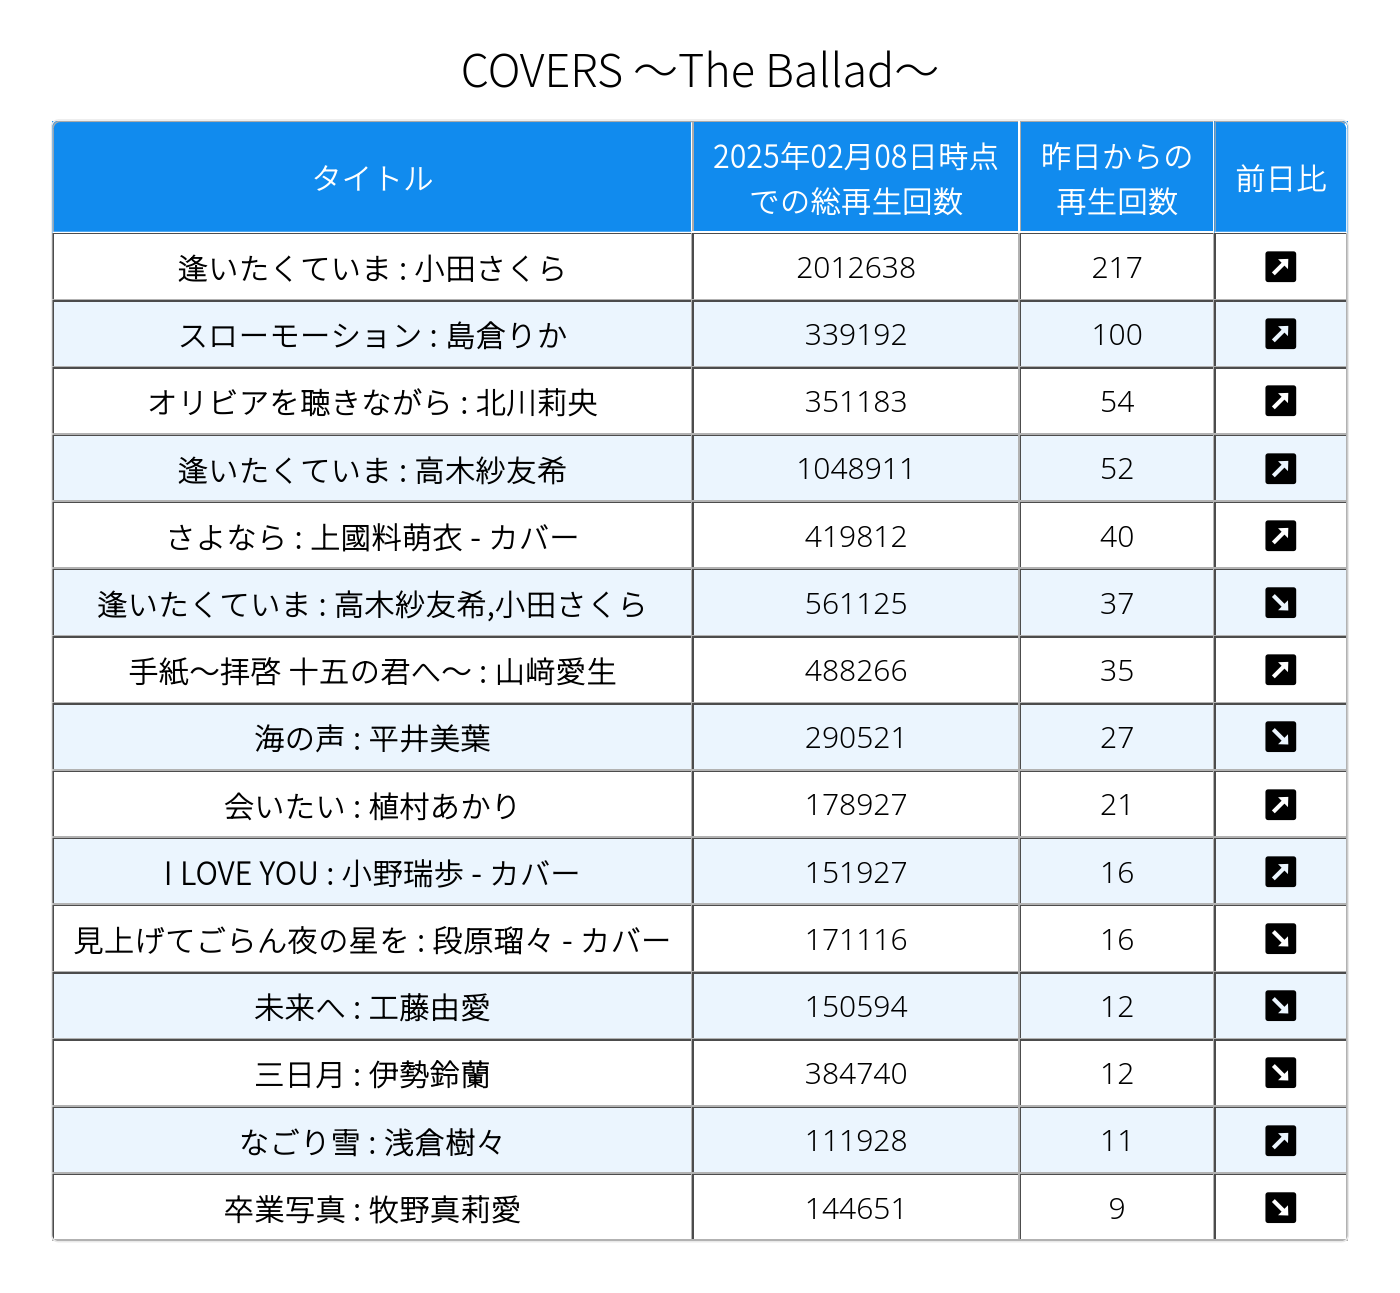 COVERS ～The Ballad～
タイトル 2025年02月08日時点での総再生回数 昨日からの再生回数 前日比
逢いたくていま : 小田さくら 2012638 217 ↗
スローモーション : 島倉りか 339192 100 ↗
オリビアを聴きながら : 北川莉央 351183 54 ↗
逢いたくていま : 高木紗友希 1048911 52 ↗
さよなら : 上國料萌衣 - カバー 419812 40 ↗
逢いたくていま : 高木紗友希,小田さくら 561125 37 ↘
手紙～拝啓 十五の君へ～ : 山﨑愛生 488266 35 ↗
海の声 : 平井美葉 290521 27 ↘
会いたい : 植村あかり 178927 21 ↗
I LOVE YOU : 小野瑞歩 - カバー 151927 16 ↗
見上げてごらん夜の星を : 段原瑠々 - カバー 171116 16 ↘
未来へ : 工藤由愛 150594 12 ↘
三日月 : 伊勢鈴蘭 384740 12 ↘
なごり雪 : 浅倉樹々 111928 11 ↗
卒業写真 : 牧野真莉愛 144651 9 ↘